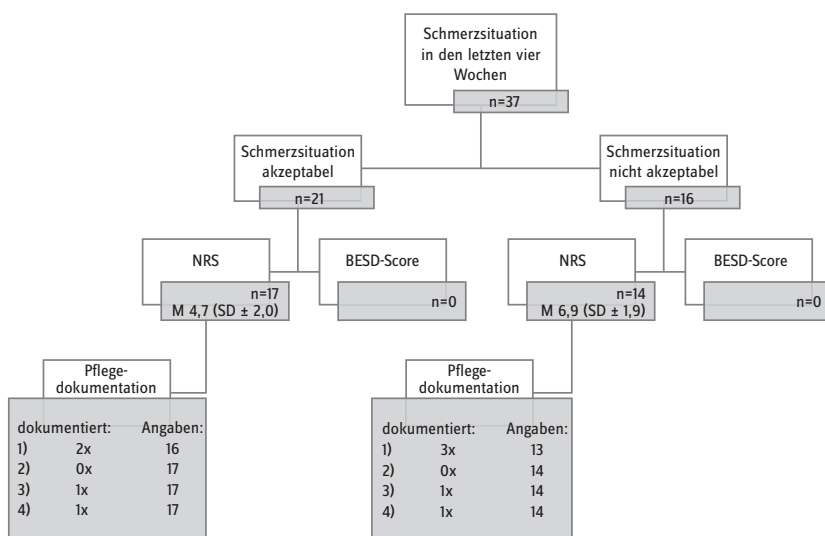 Schmerzsituation
in den letzten vier
Wochen
n=37
Schmerzsituation
akzeptabel
n=21
Schmerzsituation
nicht akzeptabel
n=16
NRS
n=17
M 4,7 (SD ± 2,0)
BESD-Score
n=0
NRS
n=14
M 6,9 (SD ± 1,9)
BESD-Score
n=0
Pflege-
dokumentation
dokumentiert: Angaben:
1) 2x 16
2) 0x 17
3) 1x 17
4) 1x 17
Pflege-
dokumentation
dokumentiert: Angaben:
1) 3x 13
2) 0x 14
3) 1x 14
4) 1x 14